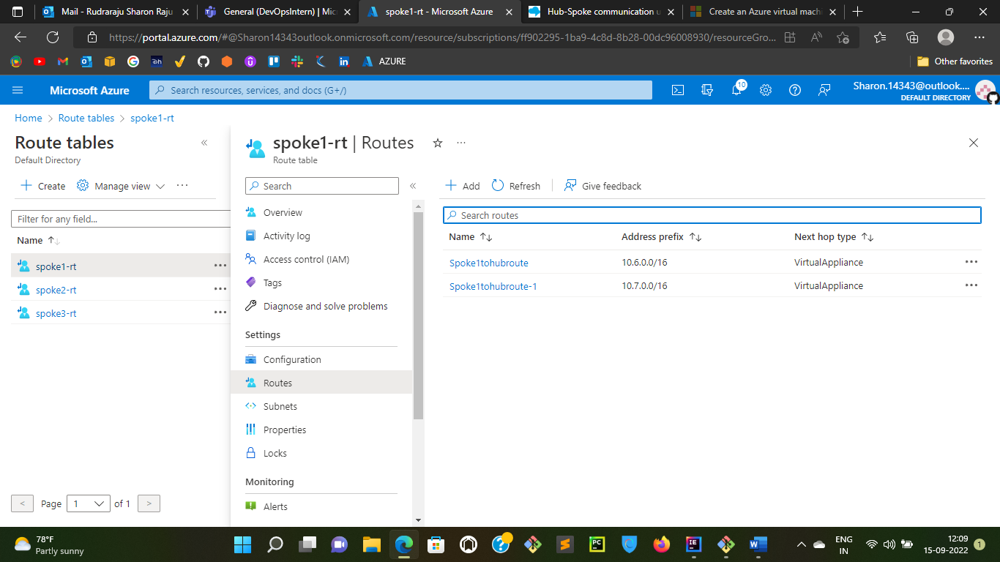 Mail - Rudraraju Sharon Raju
General (DevOpsIntern) | Mic
spoke1-rt - Microsoft Azure
Hub-Spoke communication u
Create an Azure virtual machi
https://portal.azure.com/#@Sharon14343outlook.onmicrosoft.com/resource/subscriptions/ff902295-1ba9-4c8d-8b28-00dc96008930/resourceGro...
AZURE
Other favorites
Microsoft Azure
Search resources, services, and docs (G+/)
10
Sharon.14343@outlook....
DEFAULT DIRECTORY
Home > Route tables > spoke1-rt
Route tables
Default Directory
Create
Manage view
Filter for any field...
Name
spoke1-rt
spoke2-rt
spoke3-rt
< Page 1 of 1 >
spoke1-rt | Routes
Route table
Search
Overview
Activity log
Access control (IAM)
Tags
Diagnose and solve problems
Settings
Configuration
Routes
Subnets
Properties
Locks
Monitoring
Alerts
Add
Refresh
Give feedback
Search routes
Name Address prefix Next hop type
Spoke1tohubroute 10.6.0.0/16 VirtualAppliance
Spoke1tohubroute-1 10.7.0.0/16 VirtualAppliance
78°F
Partly sunny
ENG
IN
12:09
15-09-2022
1